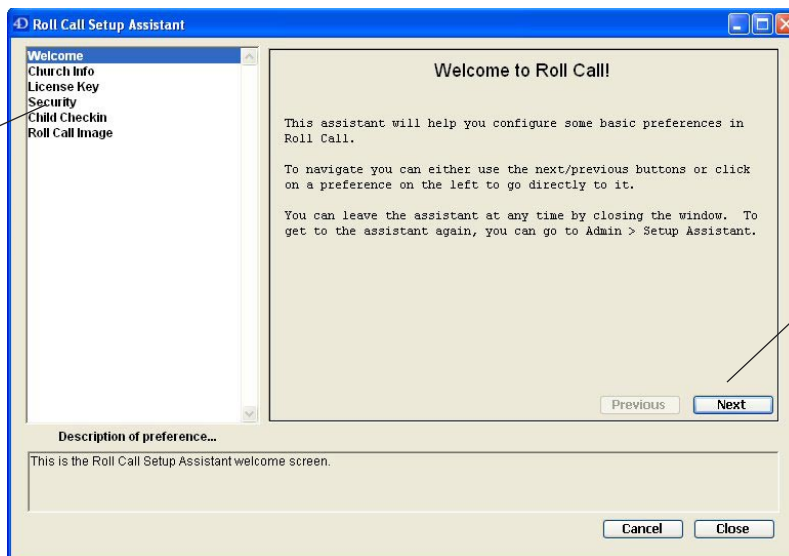 4D Roll Call Setup Assistant
Welcome
Church Info
License Key
Security
Child Checkin
Roll Call Image
Welcome to Roll Call!
This assistant will help you configure some basic preferences in
Roll Call.
To navigate you can either use the next/previous buttons or click
on a preference on the left to go directly to it.
You can leave the assistant at any time by closing the window.  To
get to the assistant again, you can go to Admin > Setup Assistant.
Previous
Next
Description of preference...
This is the Roll Call Setup Assistant welcome screen.
Cancel
Close